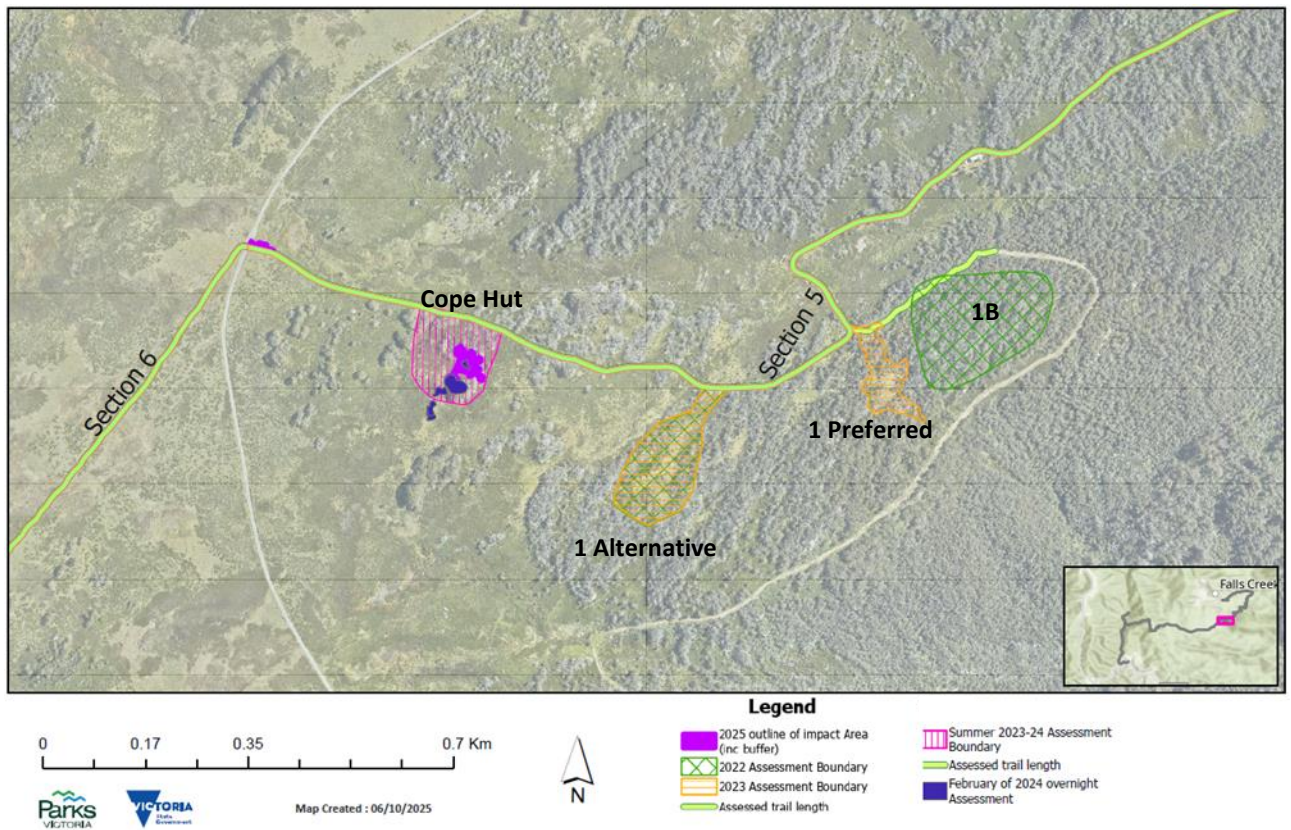 Cope Hut
1B
Section 5
Section 6
1 Preferred
1 Alternative
Falls Creek
Legend
0 0.17 0.35 0.7 Km
N
2025 outline of impact Area
(inc buffer)
2022 Assessment Boundary
2023 Assessment Boundary
Assessed trail length
Summer 2023-24 Assessment
Boundary
Assessed trail length
February of 2024 overnight
Assessment
Parks
VICTORIA
VICTORIA
State
Government
Map Created : 06/10/2025